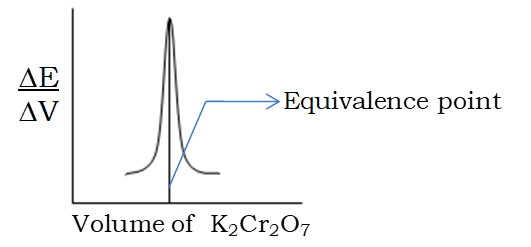 ΔE
ΔV
Equivalence point
Volume of K₂Cr₂O₇